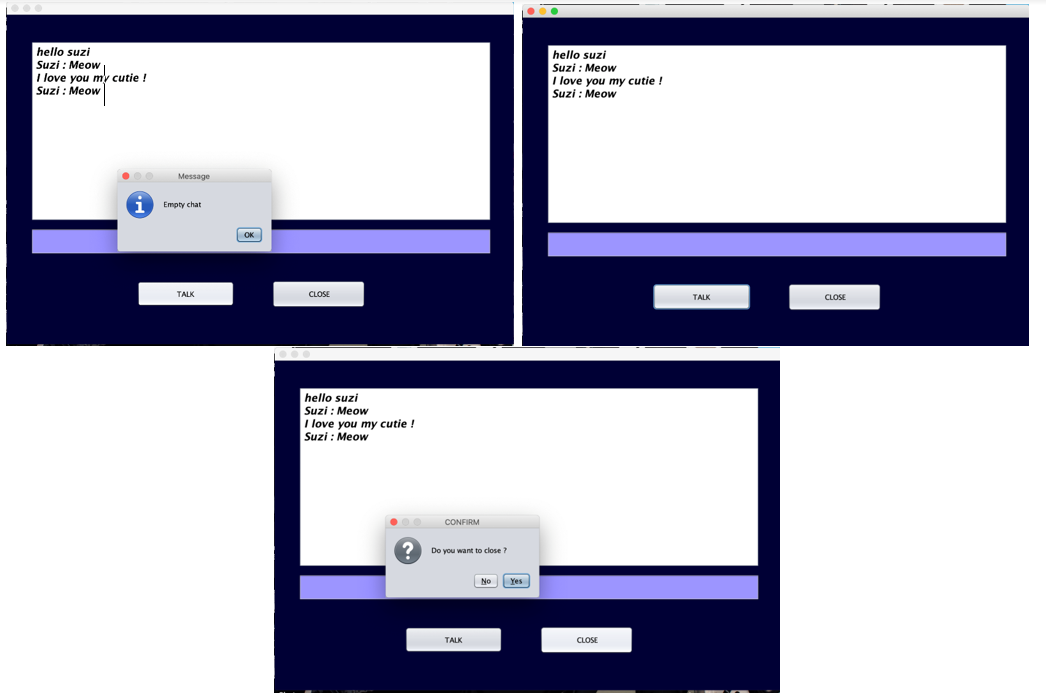 hello suzi
Suzi : Meow
I love you my cutie !
Suzi : Meow
Message
Empty chat
OK
TALK CLOSE
hello suzi
Suzi : Meow
I love you my cutie !
Suzi : Meow
TALK CLOSE
hello suzi
Suzi : Meow
I love you my cutie !
Suzi : Meow
CONFIRM
Do you want to close ?
No Yes
TALK CLOSE